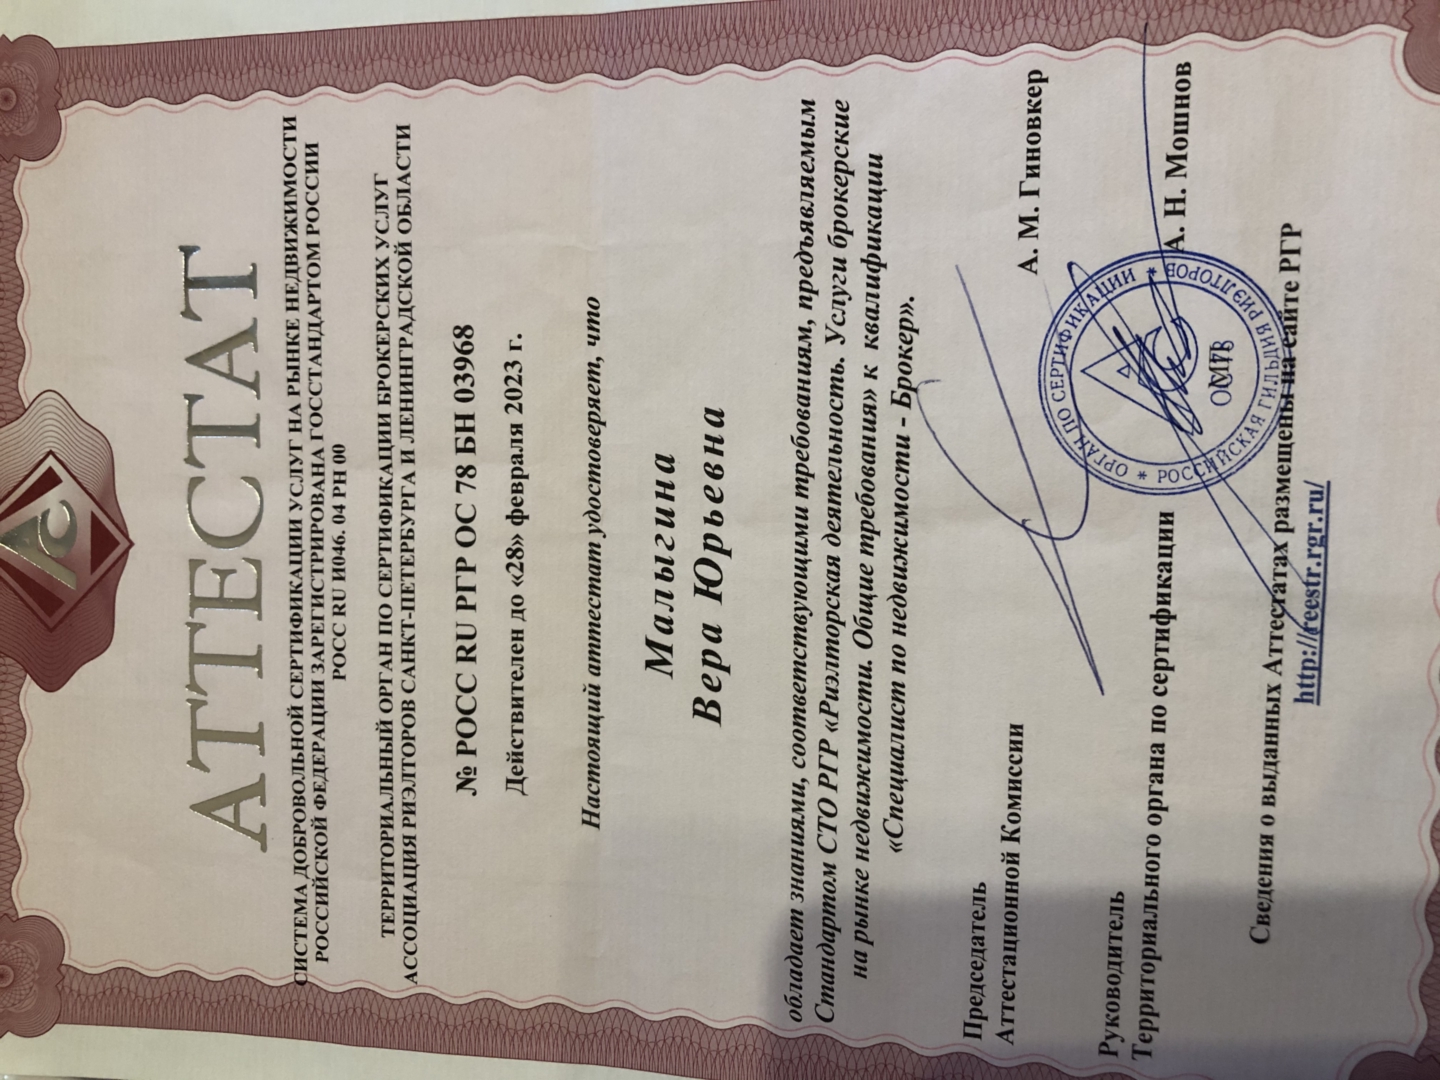 АС
АТТЕСТАТ
СИСТЕМА ДОБРОВОЛЬНОЙ СЕРТИФИКАЦИИ УСЛУГ НА РЫНКЕ НЕДВИЖИМОСТИ
РОССИЙСКОЙ ФЕДЕРАЦИИ ЗАРЕГИСТРИРОВАНА ГОССТАНДАРТОМ РОССИИ
РОСС RU И046. 04 РН 00
ТЕРРИТОРИАЛЬНЫЙ ОРГАН ПО СЕРТИФИКАЦИИ БРОКЕРСКИХ УСЛУГ
АССОЦИАЦИЯ РИЭЛТОРОВ САНКТ-ПЕТЕРБУРГА И ЛЕНИНГРАДСКОЙ ОБЛАСТИ
№ РОСС RU РГР ОС 78 БН 03968
Действителен до «28» февраля 2023 г.
Настоящий аттестат удостоверяет, что
Малыгина
Вера Юрьевна
обладает знаниями, соответствующими требованиям, предъявляемым
Стандартом СТО РГР «Риэлторская деятельность. Услуги брокерские
на рынке недвижимости. Общие требования» к квалификации
«Специалист по недвижимости - Брокер».
Председатель
Аттестационной Комиссии А. М. Гиновкер
Руководитель
Территориального органа по сертификации А. Н. Мошнов
ОРГАН ПО СЕРТИФИКАЦИИ * РОССИЙСКАЯ ГИЛЬДИЯ РИЭЛТОРОВ *
Сведения о выданных Аттестатах размещены на сайте РГР
http://reestr.rgr.ru/